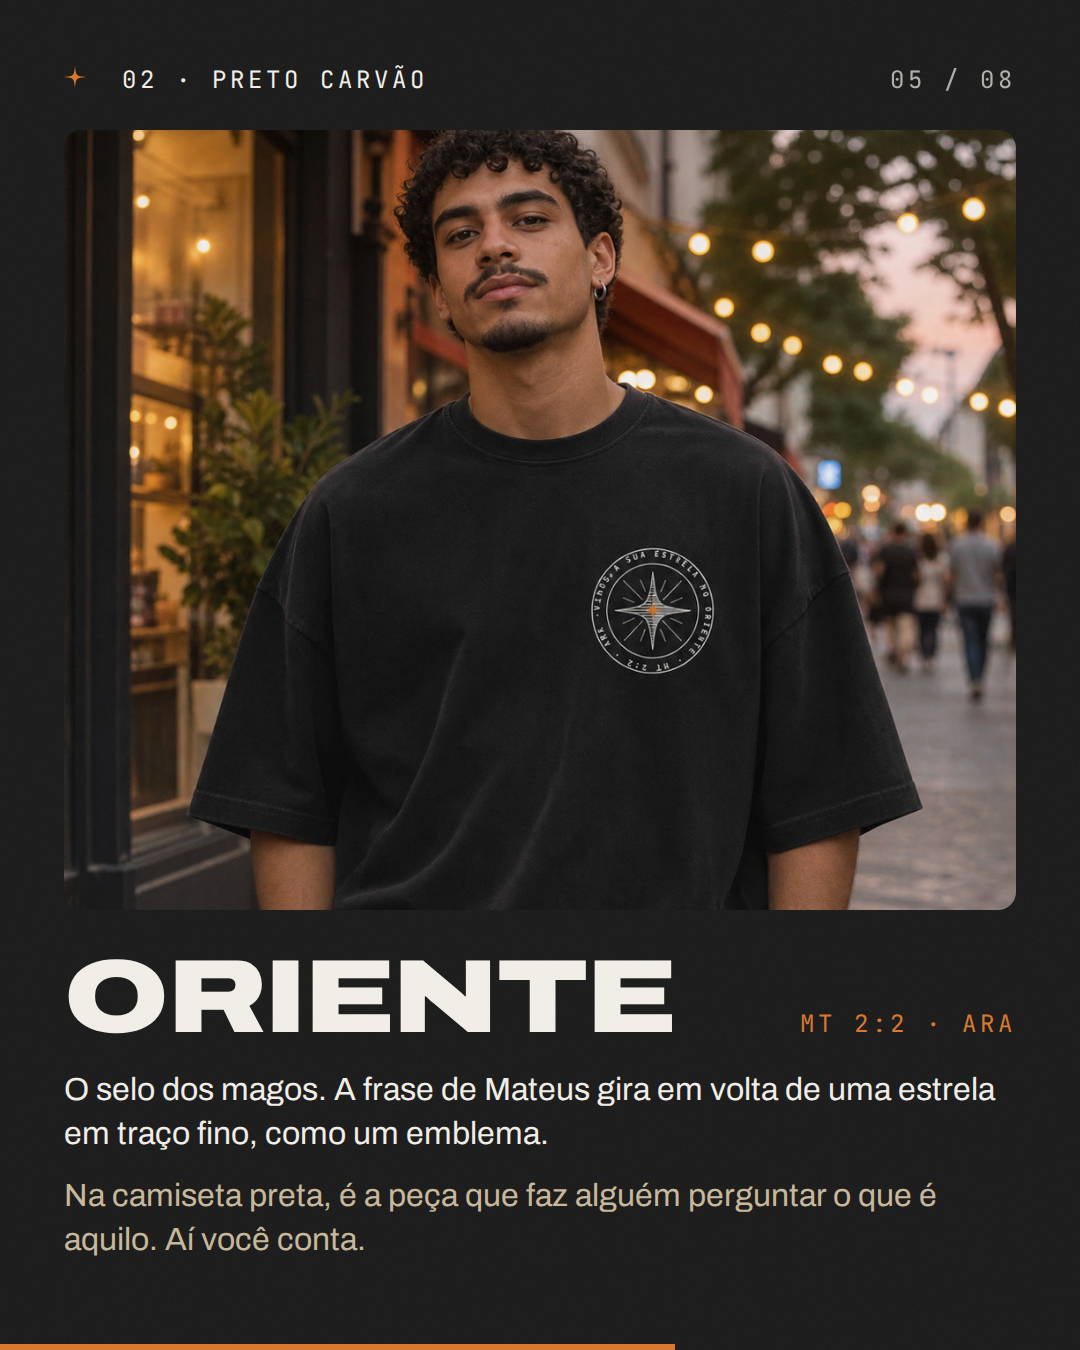 02 · PRETO CARVÃO
05 / 08
VIMOS A SUA ESTRELA NO ORIENTE · MT 2:2 · ARA ·
ORIENTE
MT 2:2 · ARA
O selo dos magos. A frase de Mateus gira em volta de uma estrela
em traço fino, como um emblema.
Na camiseta preta, é a peça que faz alguém perguntar o que é
aquilo. Aí você conta.